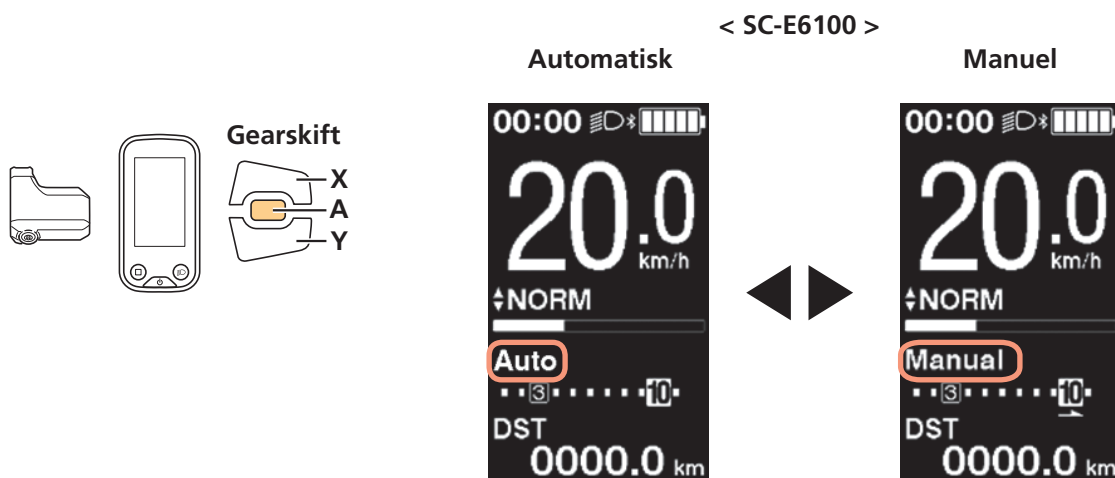 < SC-E6100 >
Automatisk
Manuel
Gearskift
X
A
Y
00:00
20.0
km/h
NORM
Auto
3
10
DST
0000.0 km
00:00
20.0
km/h
NORM
Manual
3
10
DST
0000.0 km